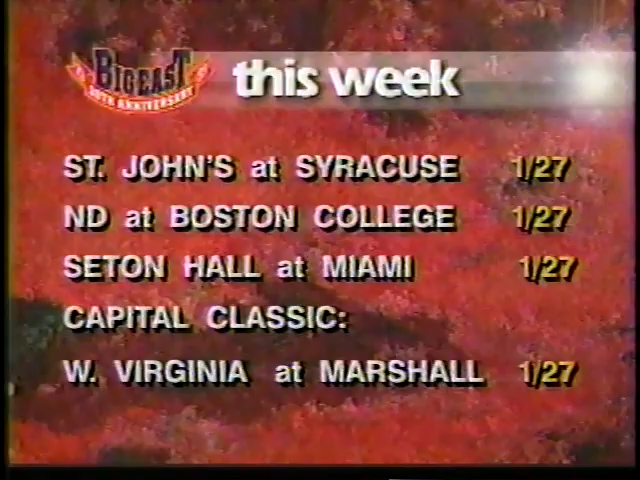 BIG EAST
20TH ANNIVERSARY
this week
ST. JOHN'S at SYRACUSE 1/27
ND at BOSTON COLLEGE 1/27
SETON HALL at MIAMI 1/27
CAPITAL CLASSIC:
W. VIRGINIA at MARSHALL 1/27